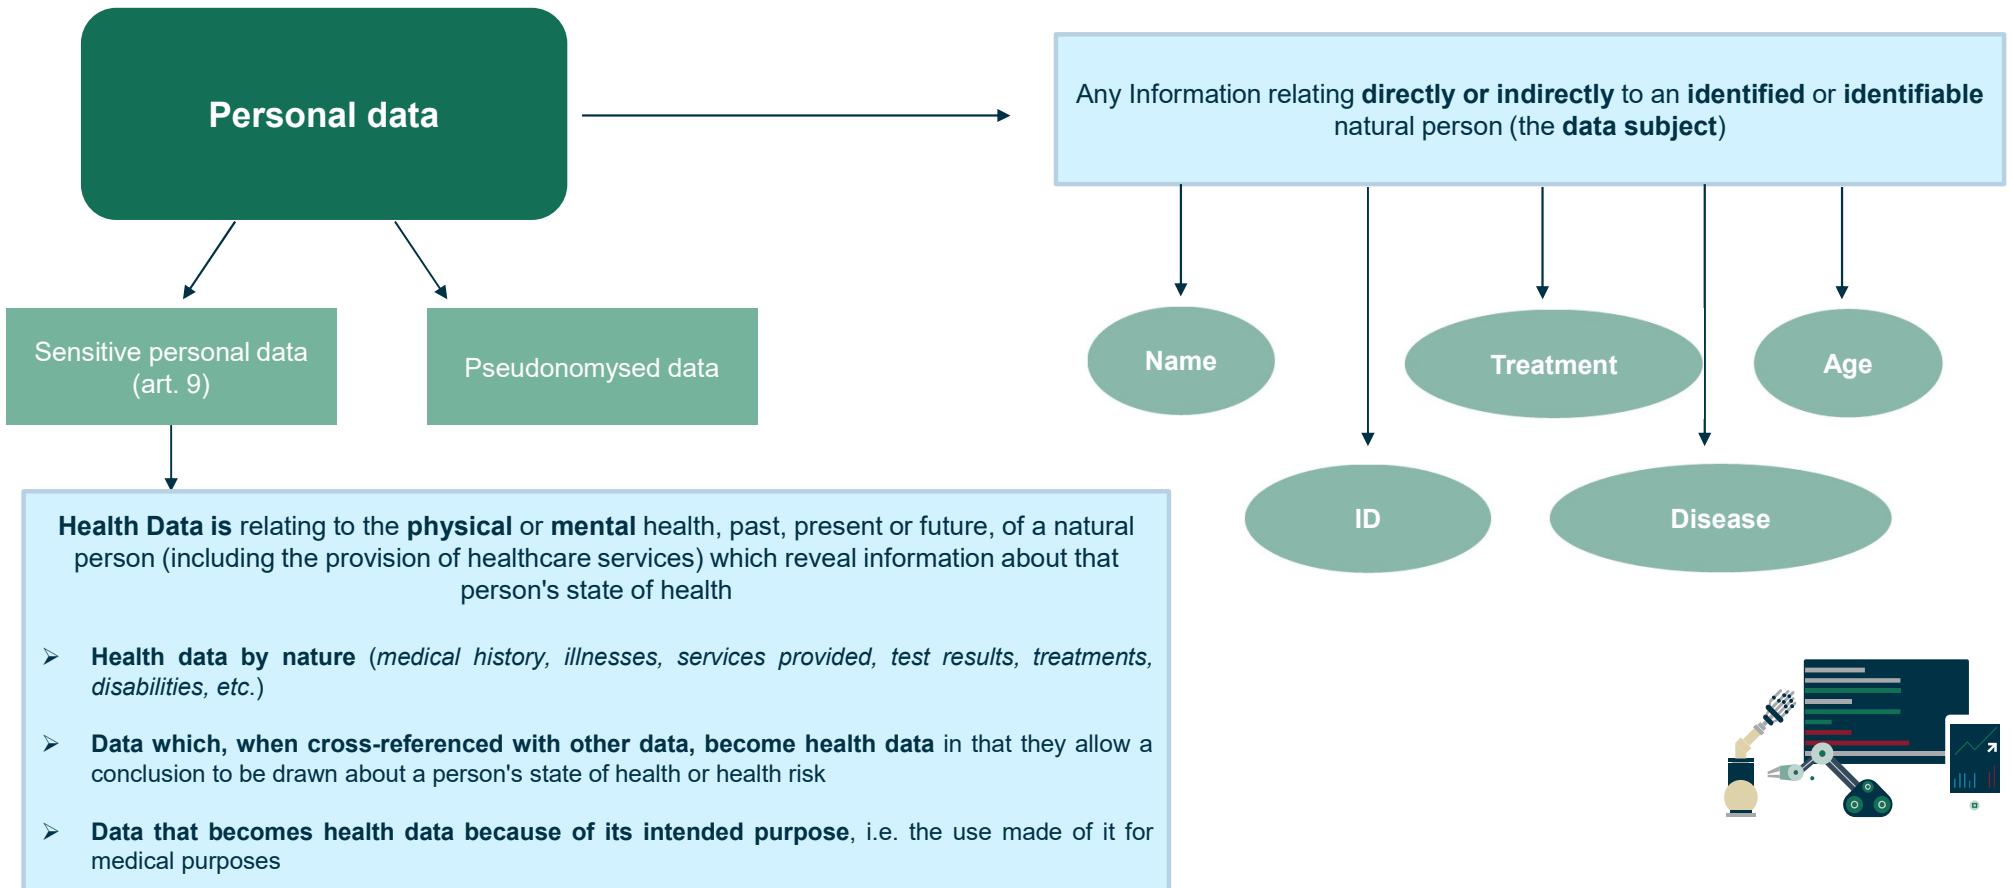 Personal data
Any Information relating directly or indirectly to an identified or identifiable
natural person (the data subject)
Sensitive personal data
(art. 9)
Pseudonomysed data
Name
Treatment
Age
ID
Disease
Health Data is relating to the physical or mental health, past, present or future, of a natural
person (including the provision of healthcare services) which reveal information about that
person's state of health
➢ Health data by nature (medical history, illnesses, services provided, test results, treatments,
disabilities, etc.)
➢ Data which, when cross-referenced with other data, become health data in that they allow a
conclusion to be drawn about a person's state of health or health risk
➢ Data that becomes health data because of its intended purpose, i.e. the use made of it for
medical purposes